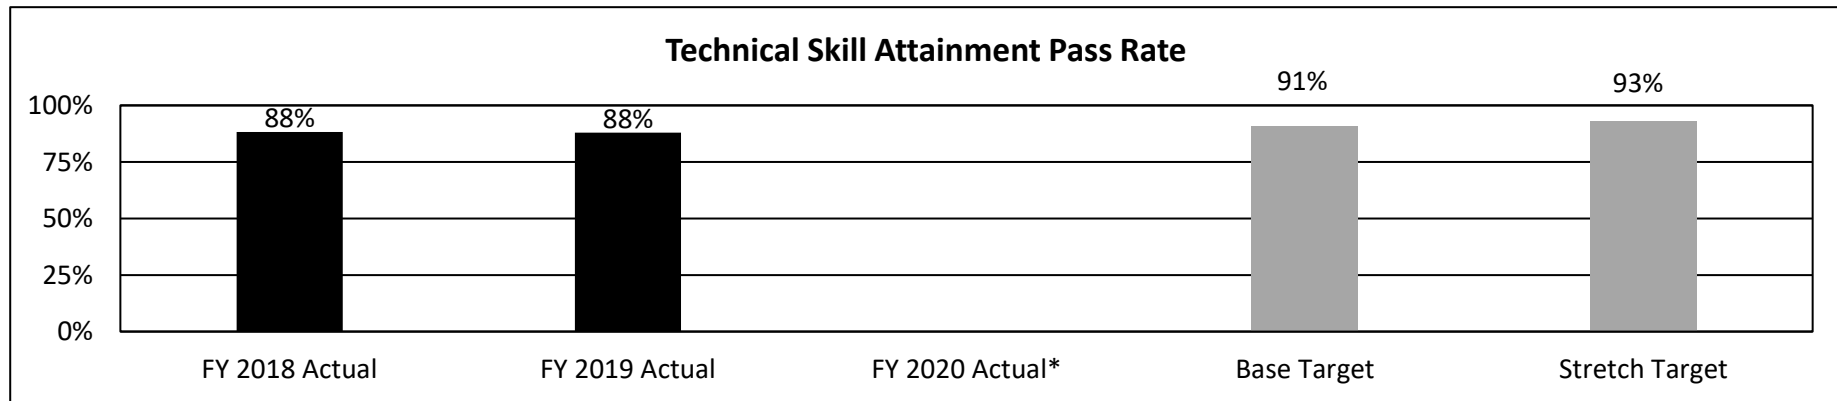 Technical Skill Attainment Pass Rate
91%
93%
100%
88%
88%
75%
50%
25%
0%
FY 2018 Actual
FY 2019 Actual
FY 2020 Actual*
Base Target
Stretch Target